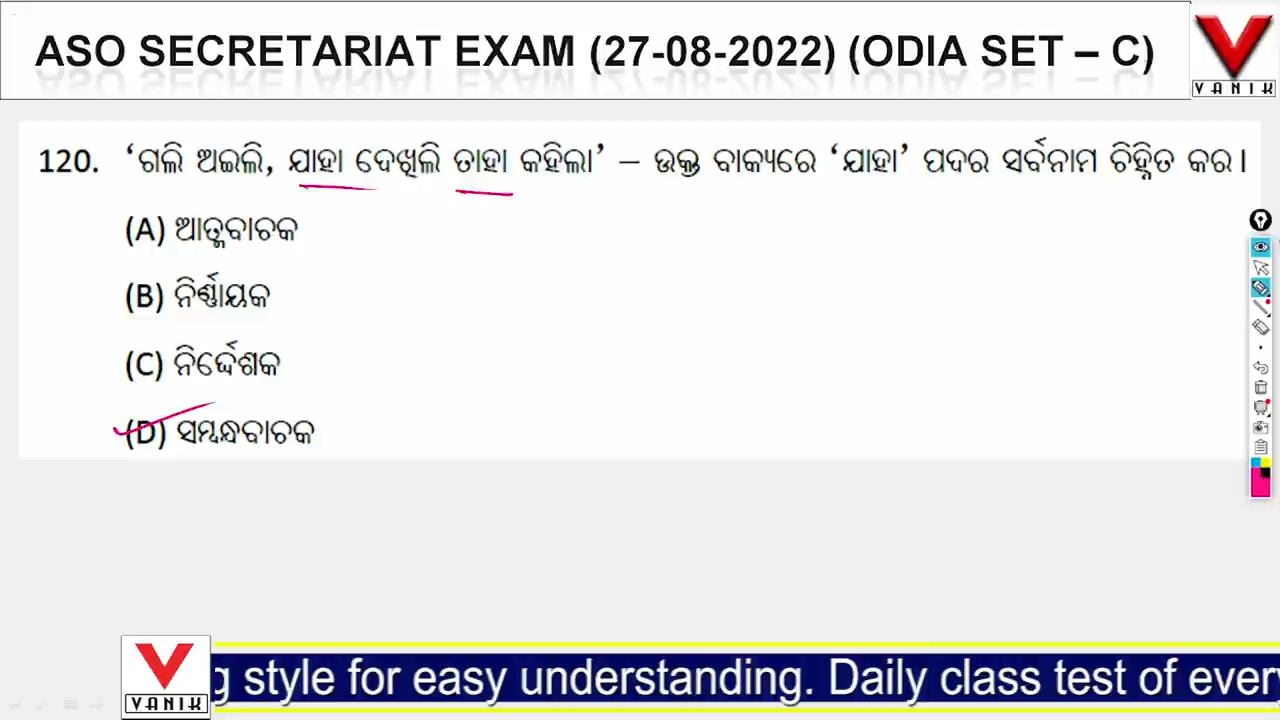 ASO SECRETARIAT EXAM (27-08-2022) (ODIA SET – C)
VANIK
120. ‘ଗଲି ଅଇଲି, ଯାହା ଦେଖିଲି ତାହା କହିଲା’ – ଉକ୍ତ ବାକ୍ୟରେ ‘ଯାହା’ ପଦର ସର୍ବନାମ ଚିହ୍ନିତ କର ।
(A) ଆତ୍ମବାଚକ
(B) ନିର୍ଣ୍ଣାୟକ
(C) ନିର୍ଦ୍ଦେଶକ
(D) ସମ୍ବନ୍ଧବାଚକ
VANIK
g style for easy understanding. Daily class test of every